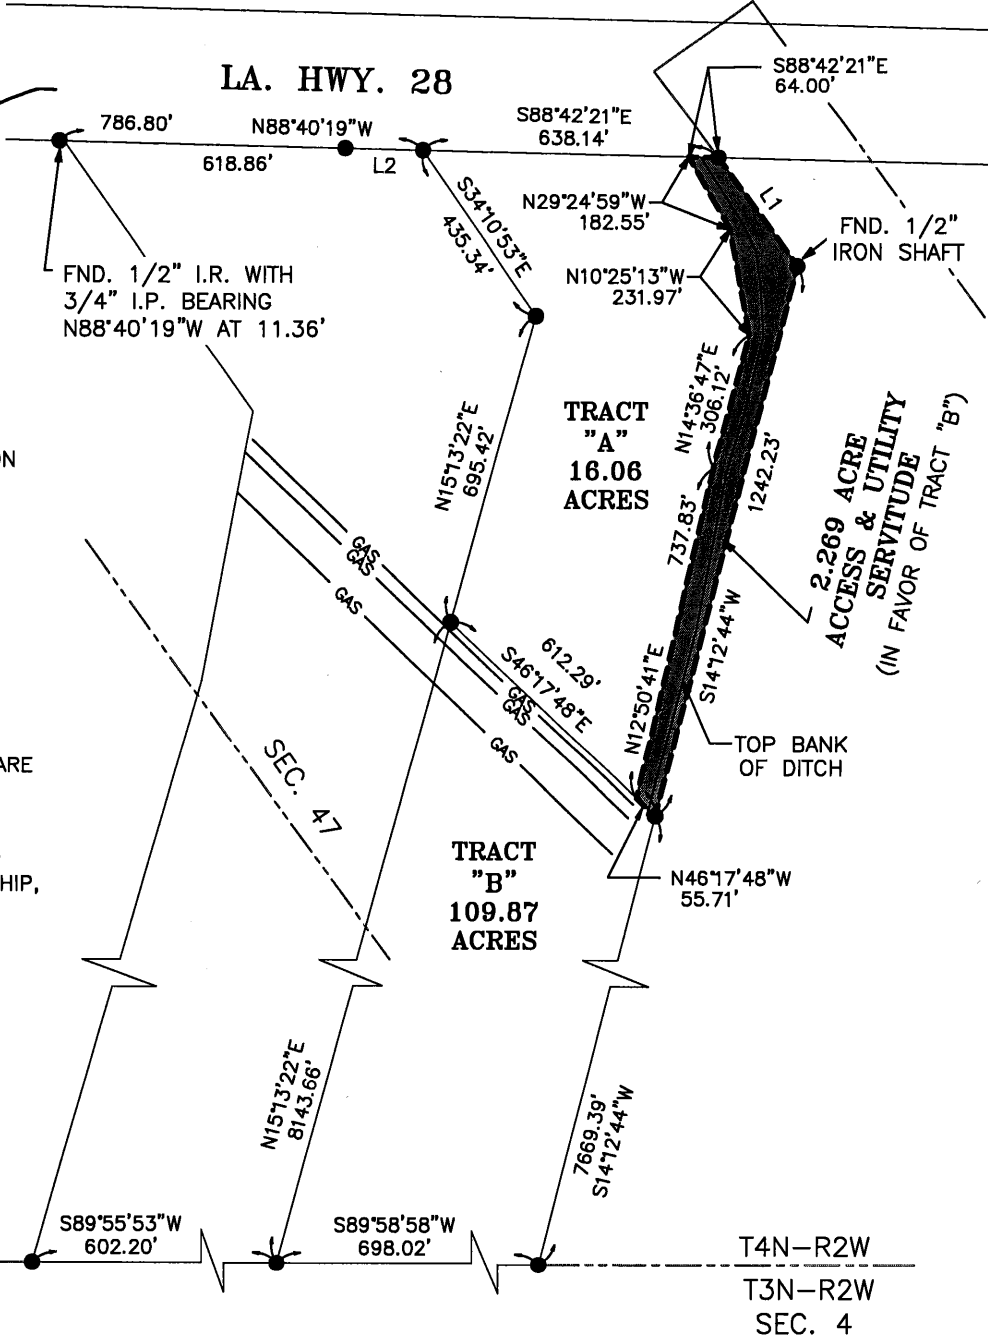 LA. HWY. 28
S88°42'21"E
64.00'
786.80'
N88°40'19"W
618.86'
L2
S88°42'21"E
638.14'
S34°10'53"E
435.34'
N29°24'59"W
182.55'
L1
FND. 1/2"
IRON SHAFT
FND. 1/2" I.R. WITH
3/4" I.P. BEARING
N88°40'19"W AT 11.36'
N10°25'13"W
231.97'
N14°36'47"E
306.12'
TRACT
"A"
16.06
ACRES
N15°13'22"E
695.42'
ON
1242.23'
2.269 ACRE
ACCESS & UTILITY
SERVITUDE
(IN FAVOR OF TRACT "B")
737.83'
GAS
GAS
GAS
S14°12'44"W
612.29'
S46°17'48"E
N12°50'41"E
GAS
GAS
GAS
TOP BANK
OF DITCH
SEC. 47
ARE
HIP,
TRACT
"B"
109.87
ACRES
N46°17'48"W
55.71'
N15°13'22"E
8143.66'
7669.39'
S14°12'44"W
S89°55'53"W
602.20'
S89°58'58"W
698.02'
T4N-R2W
T3N-R2W
SEC. 4